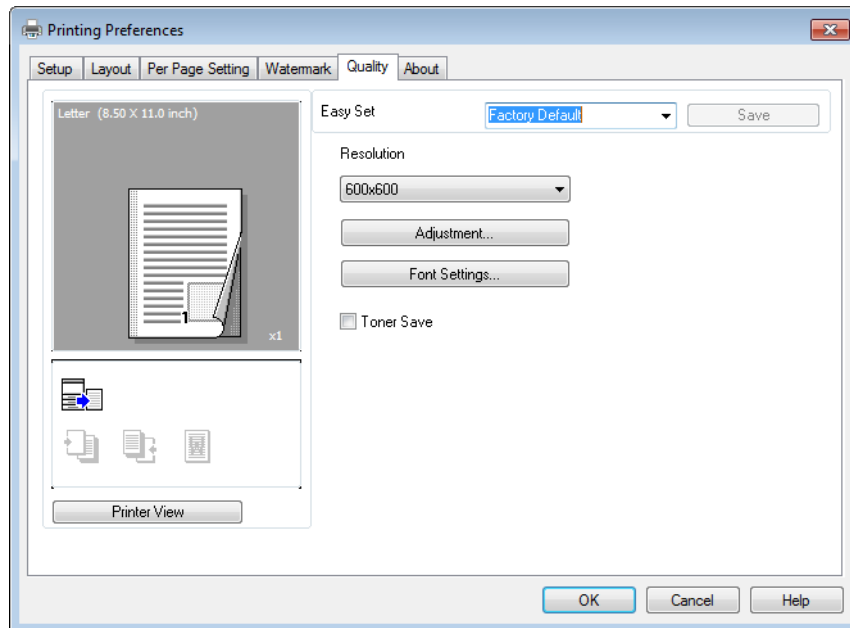 Printing Preferences
Setup Layout Per Page Setting Watermark Quality About
Letter (8.50 X 11.0 inch)
1
x1
Printer View
Easy Set Factory Default Save
Resolution
600x600
Adjustment...
Font Settings...
Toner Save
OK Cancel Help